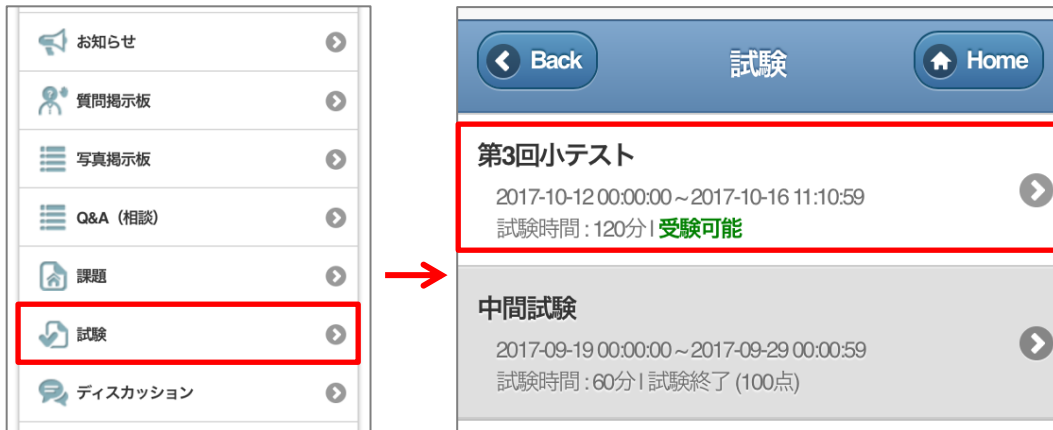 お知らせ
質問掲示板
写真掲示板
Q&A（相談）
課題
試験
ディスカッション
Back
試験
Home
第3回小テスト
2017-10-12 00:00:00 ~ 2017-10-16 11:10:59
試験時間 : 120分 | 受験可能
中間試験
2017-09-19 00:00:00 ~ 2017-09-29 00:00:59
試験時間 : 60分 | 試験終了 (100点)